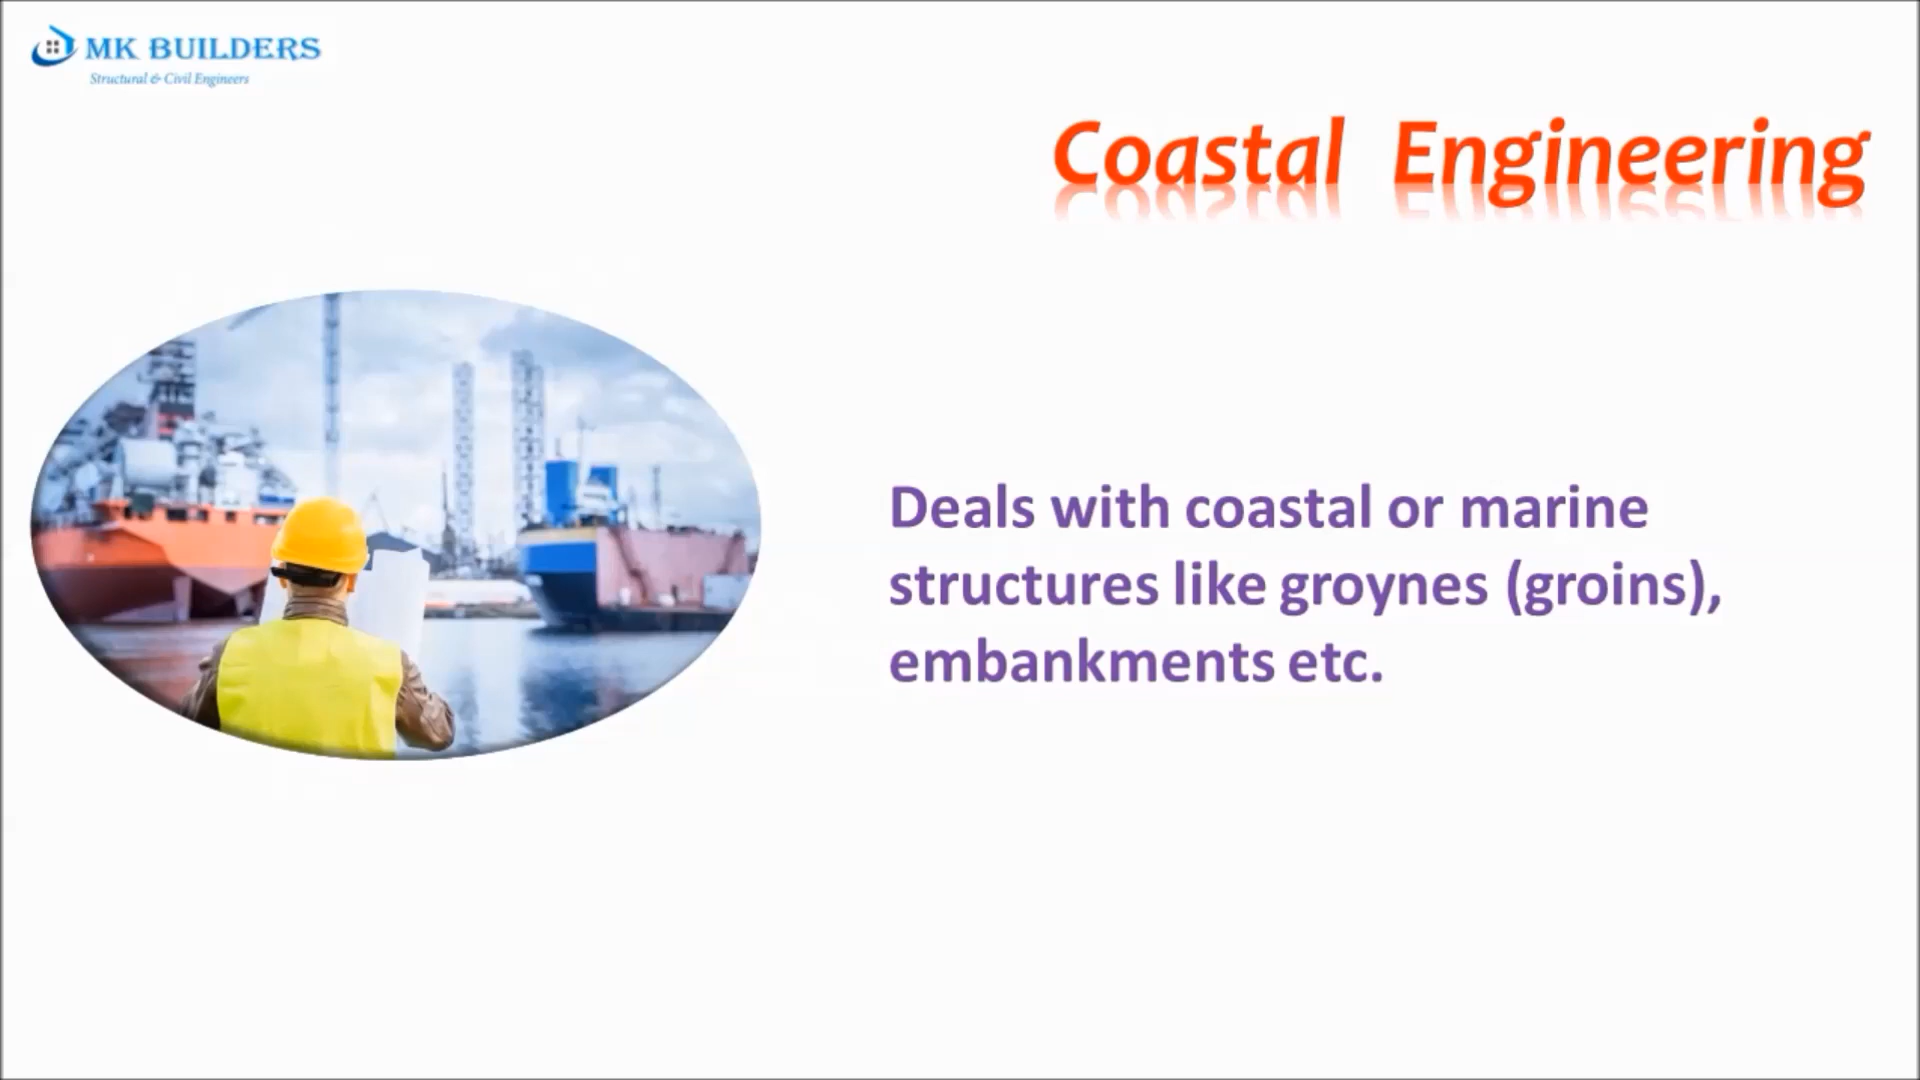 MK BUILDERS
Structural & Civil Engineers
Coastal Engineering
Deals with coastal or marine
structures like groynes (groins),
embankments etc.